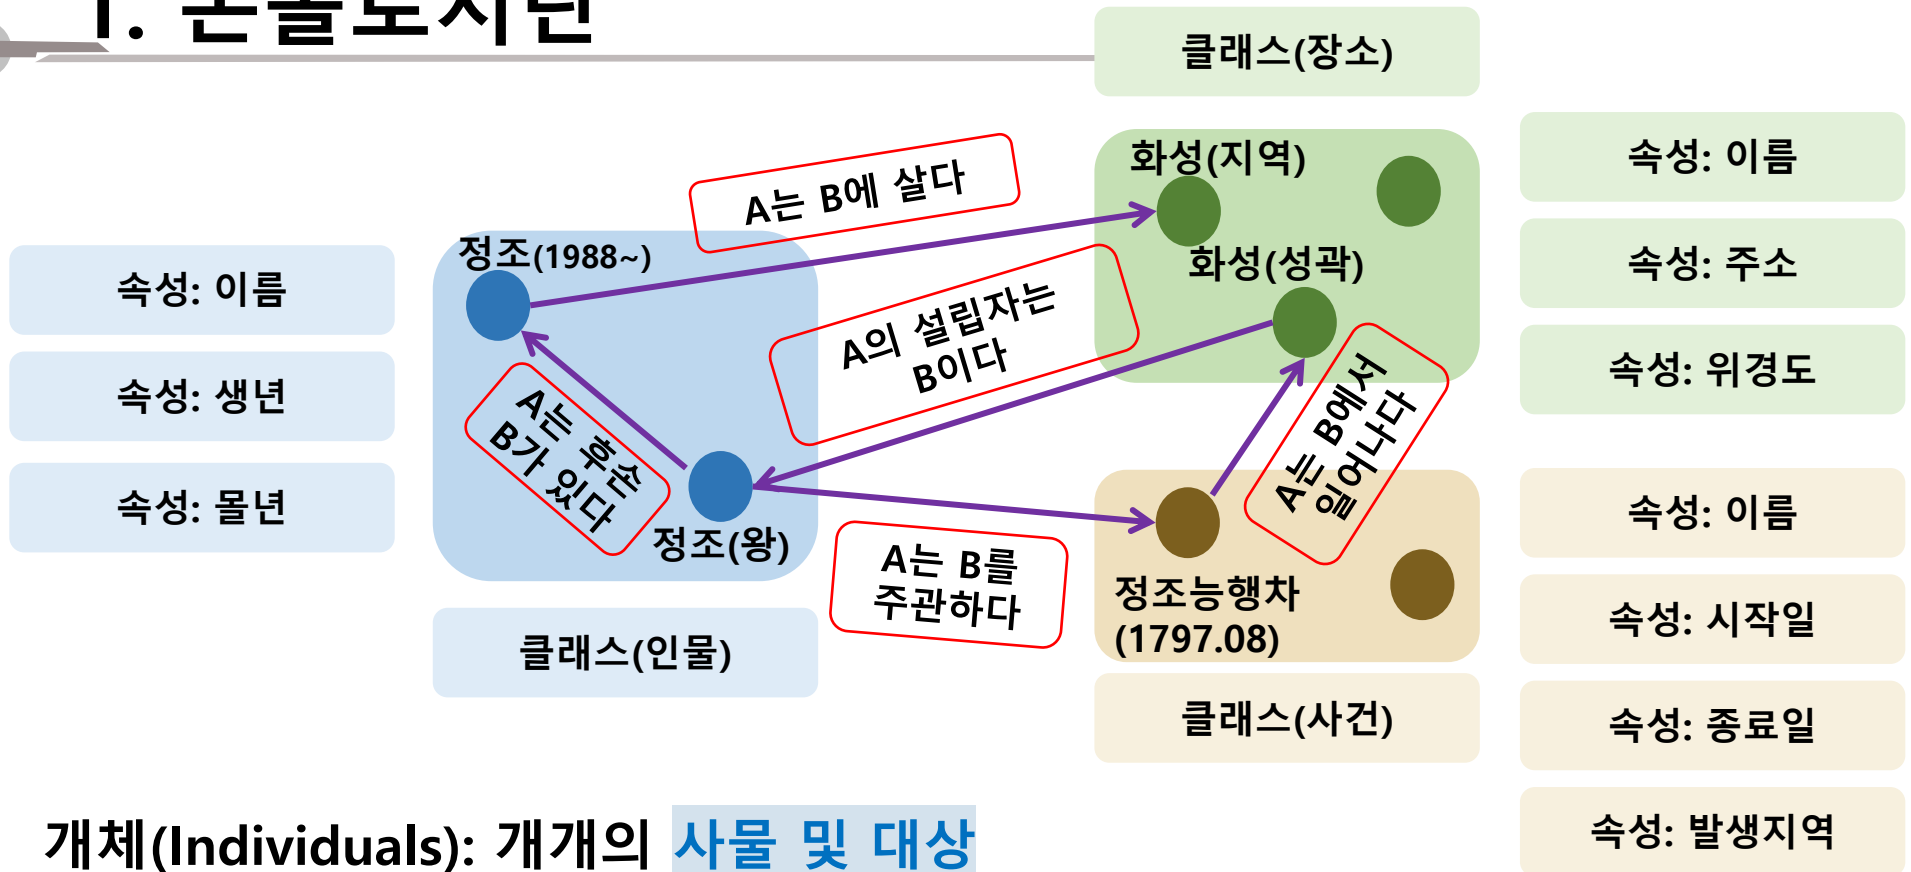 1. 온톨로지란
클래스(장소)
화성(지역)
속성: 이름
A는 B에 살다
정조(1988~)
화성(성곽)
속성: 주소
속성: 이름
A의 설립자는
B이다
속성: 위경도
속성: 생년
A는 후손
B가 있다
A는 B에서
일어나다
속성: 몰년
정조(왕)
속성: 이름
A는 B를
주관하다
정조능행차
(1797.08)
속성: 시작일
클래스(인물)
클래스(사건)
속성: 종료일
속성: 발생지역
개체(Individuals): 개개의 사물 및 대상